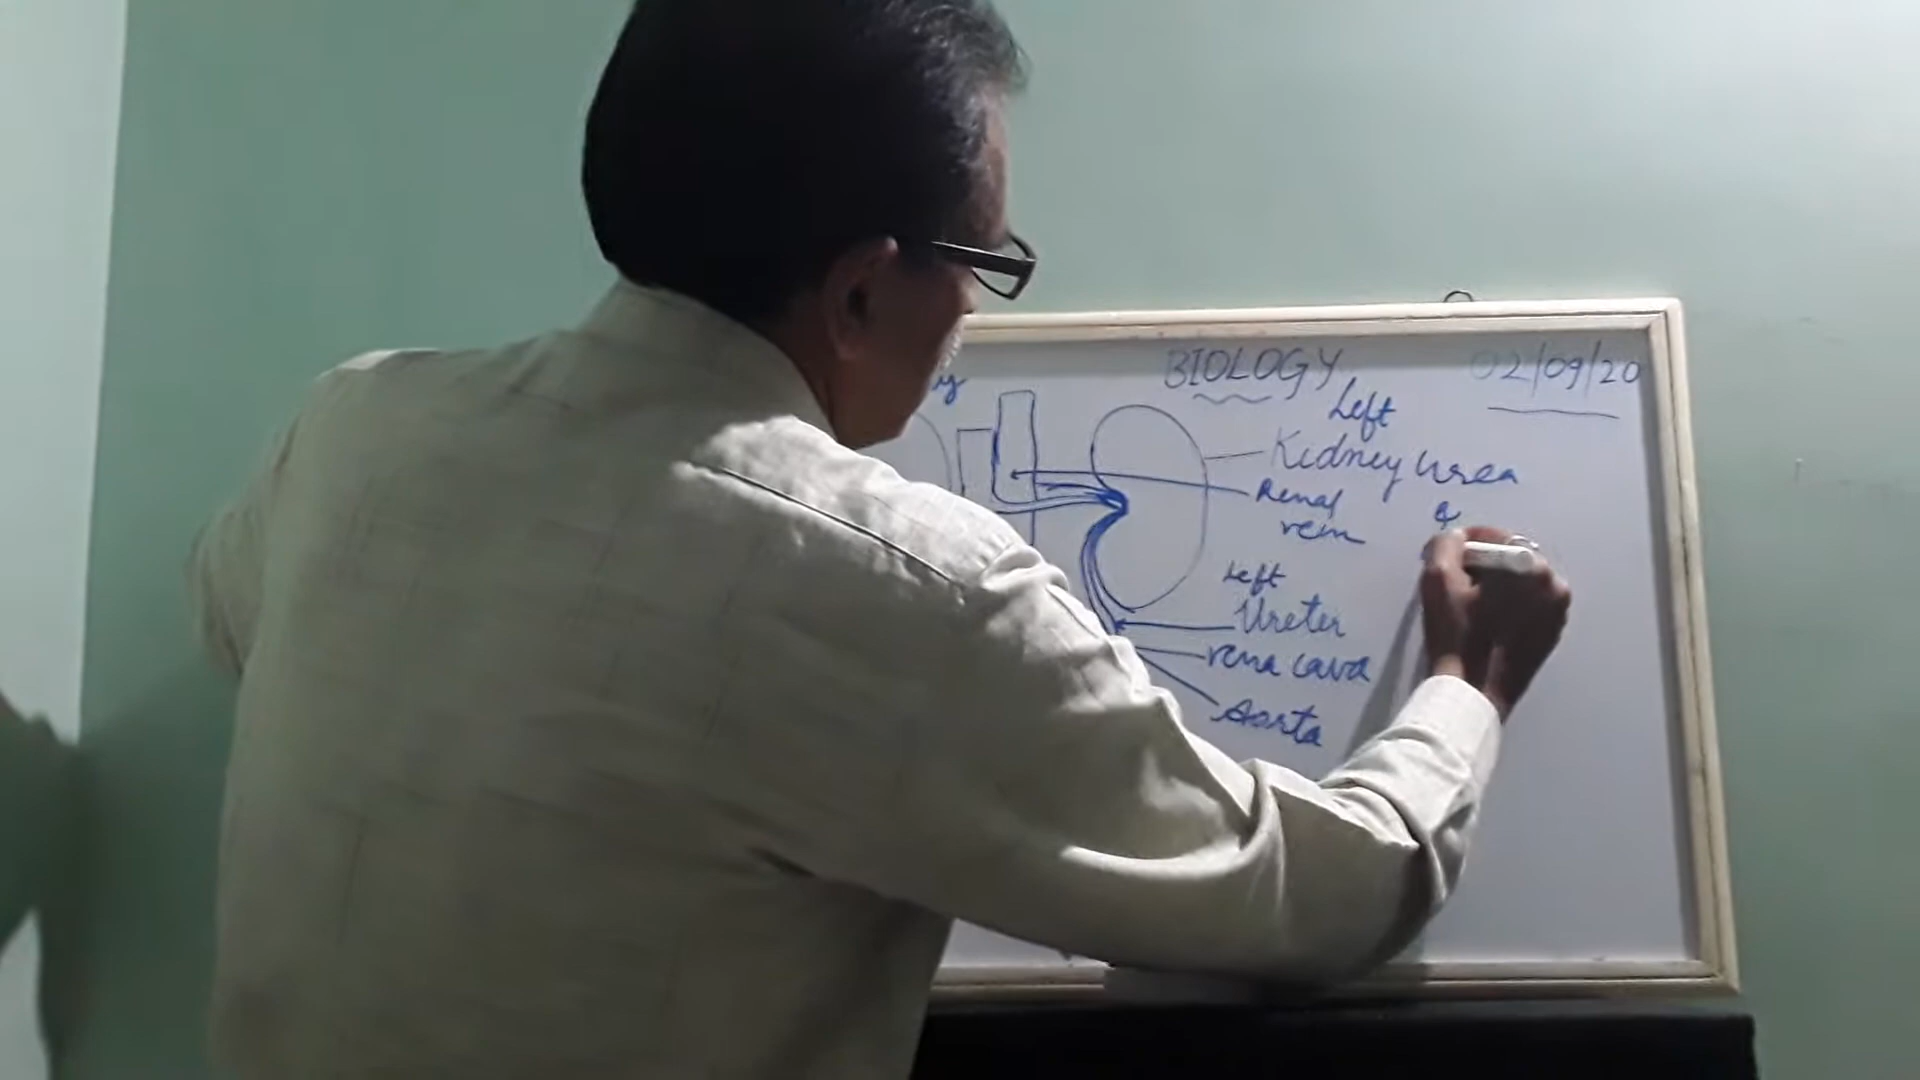 BIOLOGY 02/09/20
Left
Kidney Urea
&
Renal
vein
Left
Ureter
vena cava
Aorta